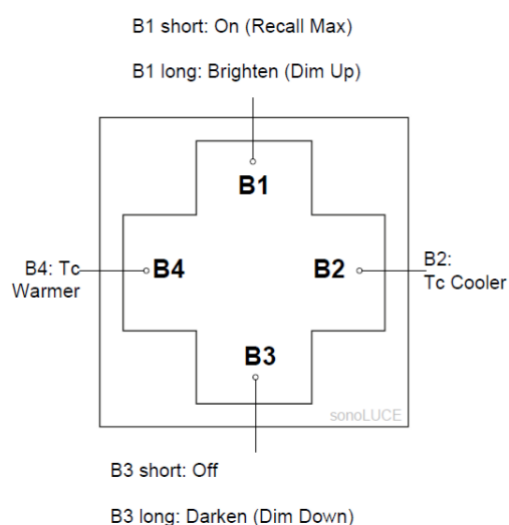 B1 short: On (Recall Max)
B1 long: Brighten (Dim Up)
B1
B4: Tc
Warmer
B4
B2
B2:
Tc Cooler
B3
sonoLUCE
B3 short: Off
B3 long: Darken (Dim Down)